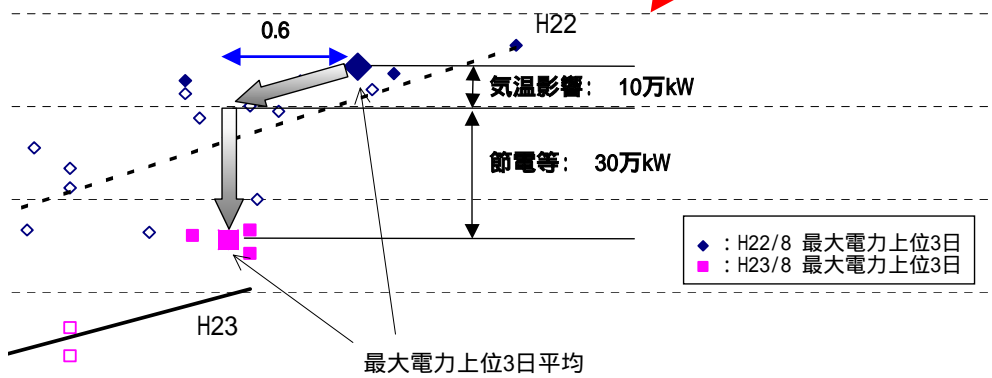 H22
0.6
気温影響： 10万kW
節電等： 30万kW
：H22/8 最大電力上位3日
：H23/8 最大電力上位3日
H23
最大電力上位3日平均